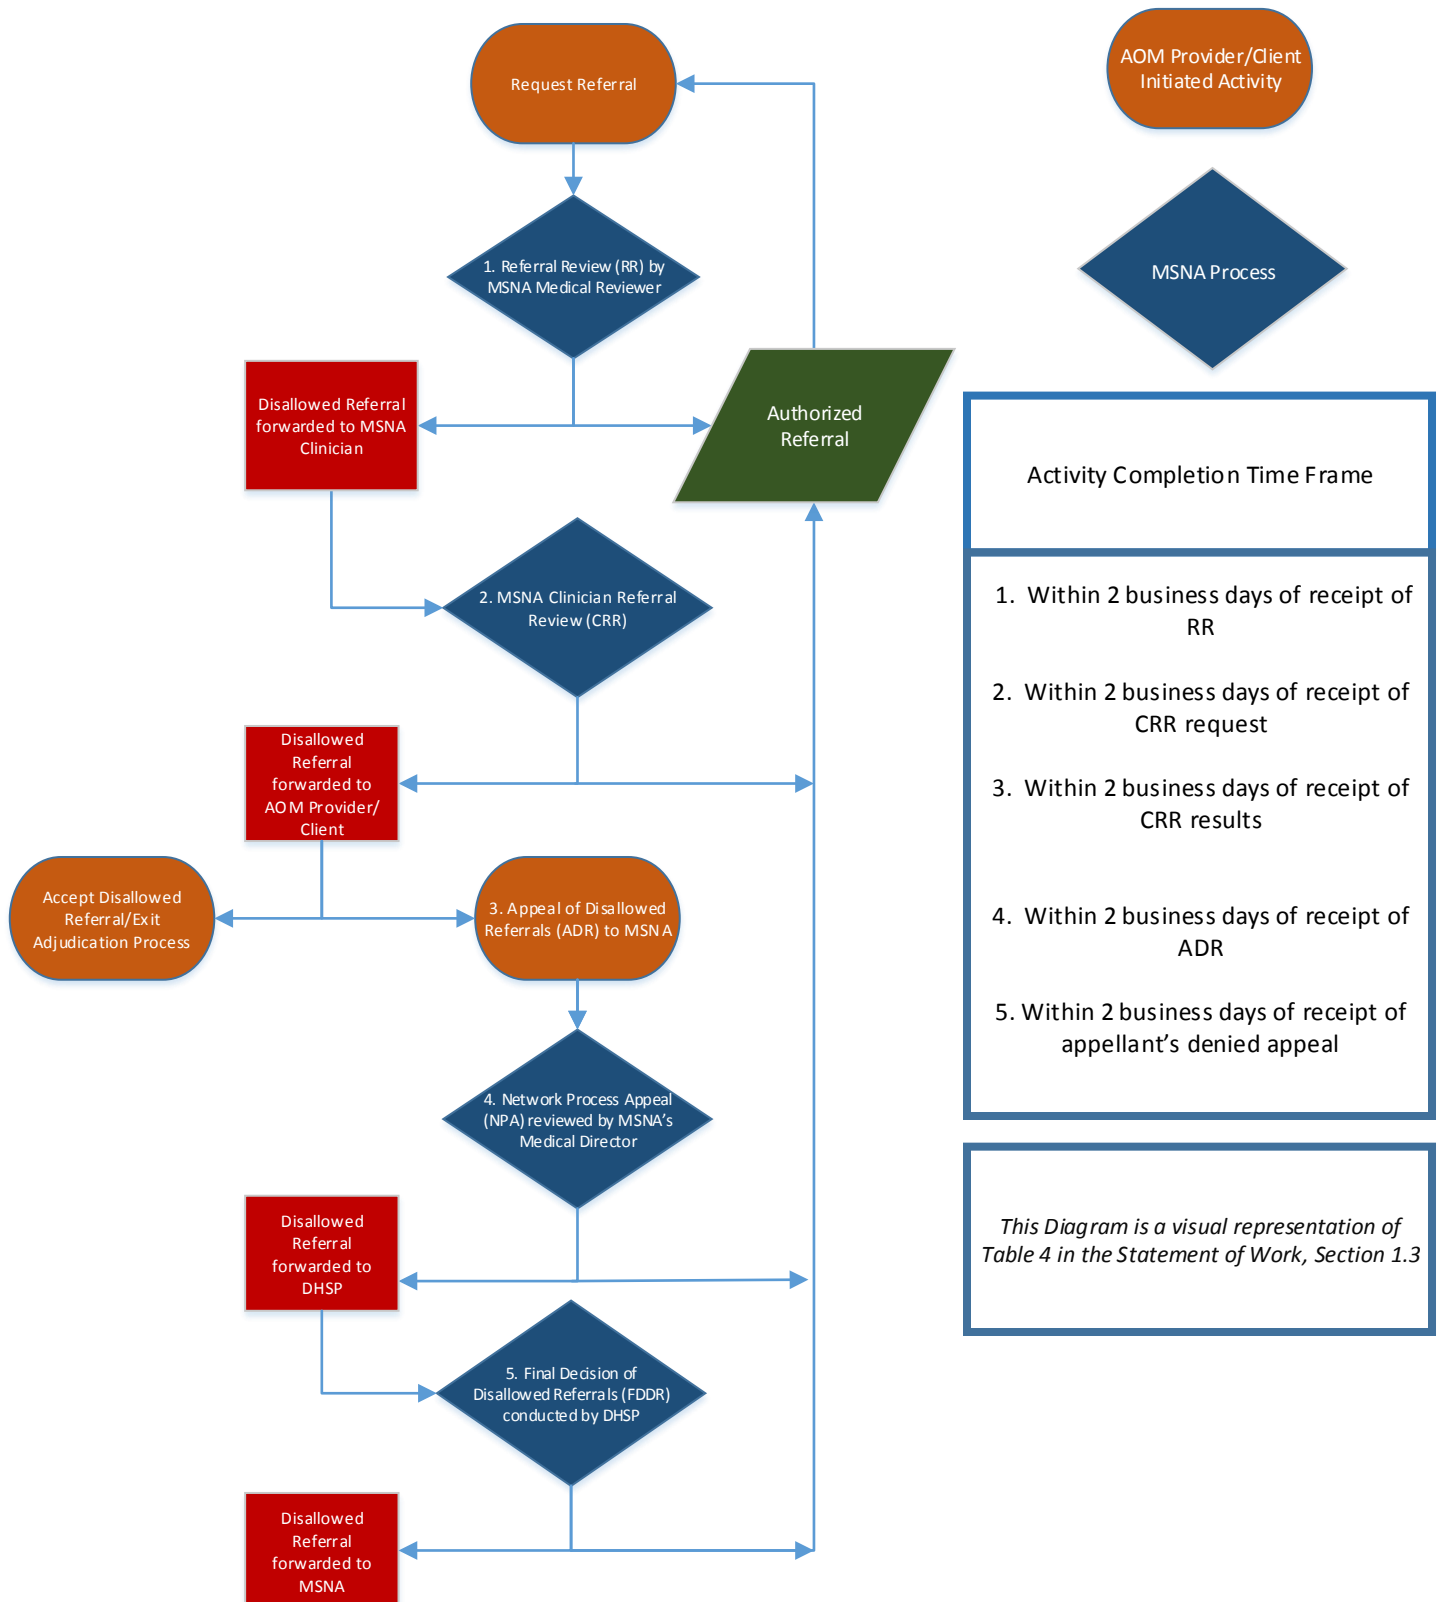 Request Referral
AOM Provider/Client
Initiated Activity
1. Referral Review (RR) by
MSNA Medical Reviewer
MSNA Process
Disallowed Referral
forwarded to MSNA
Clinician
Authorized
Referral
Activity Completion Time Frame
2. MSNA Clinician Referral
Review (CRR)
1. Within 2 business days of receipt of
RR
2. Within 2 business days of receipt of
CRR request
3. Within 2 business days of receipt of
CRR results
4. Within 2 business days of receipt of
ADR
5. Within 2 business days of receipt of
appellant’s denied appeal
Disallowed
Referral
forwarded to
AOM Provider/
Client
Accept Disallowed
Referral/Exit
Adjudication Process
3. Appeal of Disallowed
Referrals (ADR) to MSNA
4. Network Process Appeal
(NPA) reviewed by MSNA’s
Medical Director
This Diagram is a visual representation of
Table 4 in the Statement of Work, Section 1.3
Disallowed
Referral
forwarded to
DHSP
5. Final Decision of
Disallowed Referrals (FDDR)
conducted by DHSP
Disallowed
Referral
forwarded to
MSNA